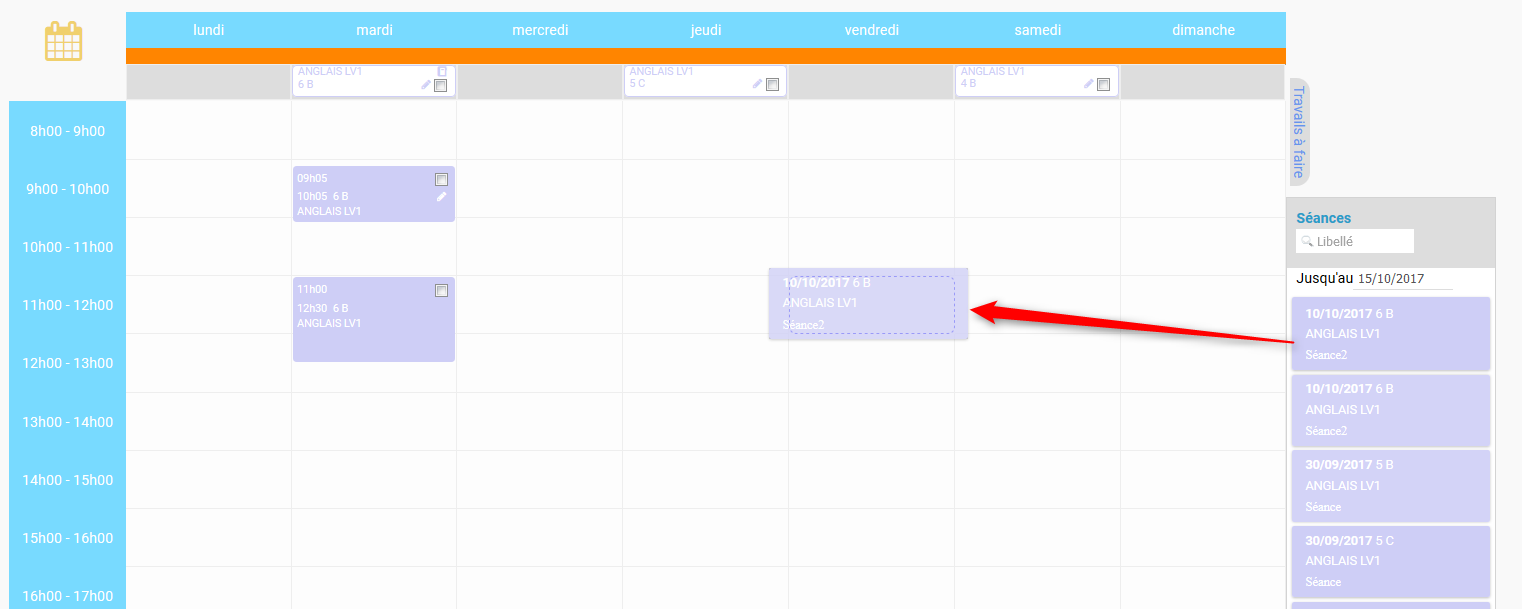 lundi mardi mercredi jeudi vendredi samedi dimanche
ANGLAIS LV1
6 B
ANGLAIS LV1
5 C
ANGLAIS LV1
4 B
8h00 - 9h00
9h00 - 10h00
10h00 - 11h00
11h00 - 12h00
12h00 - 13h00
13h00 - 14h00
14h00 - 15h00
15h00 - 16h00
16h00 - 17h00
09h05
10h05 6 B
ANGLAIS LV1
11h00
12h30 6 B
ANGLAIS LV1
10/10/2017 6 B
ANGLAIS LV1
Séance2
Travails à faire
Séances
Libellé
Jusqu'au 15/10/2017
10/10/2017 6 B
ANGLAIS LV1
Séance2
10/10/2017 6 B
ANGLAIS LV1
Séance2
30/09/2017 5 B
ANGLAIS LV1
Séance
30/09/2017 5 C
ANGLAIS LV1
Séance